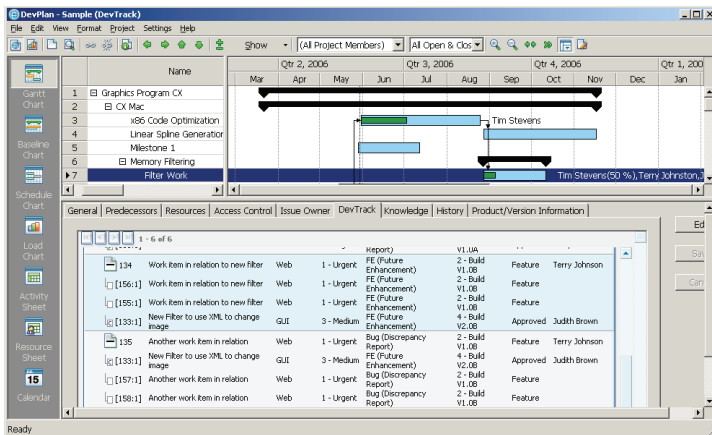 DevPlan - Sample (DevTrack)
File Edit View Format Project Settings Help
Show (All Project Members) All Open & Clos
Gantt
Chart
Baseline
Chart
Schedule
Chart
Load
Chart
Activity
Sheet
Resource
Sheet
15
Calendar
Name
Qtr 2, 2006 Qtr 3, 2006 Qtr 4, 2006 Qtr 1, 200
Mar Apr May Jun Jul Aug Sep Oct Nov Dec Jan
1 Graphics Program CX
2 CX Mac
3 x86 Code Optimization Tim Stevens
4 Linear Spline Generation
5 Milestone 1
6 Memory Filtering
7 Filter Work Tim Stevens(50 %),Terry Johnston,J
General Predecessors Resources Access Control Issue Owner DevTrack Knowledge History Product/Version Information
Ed
Sav
Can
1 - 6 of 6
Report) V1.0A
134 Work item in relation to new filter Web 1 - Urgent FE (Future Enhancement) 2 - Build V1.0B Feature Terry Johnson
[156:1] Work item in relation to new filter Web 1 - Urgent FE (Future Enhancement) 2 - Build V1.0B Feature
[155:1] Work item in relation to new filter Web 1 - Urgent FE (Future Enhancement) 2 - Build V1.0B Feature
[133:1] New Filter to use XML to change image GUI 3 - Medium FE (Future Enhancement) 4 - Build V2.0B Approved Judith Brown
135 Another work item in relation Web 1 - Urgent Bug (Discrepancy Report) 2 - Build V1.0B Feature Terry Johnson
[133:1] New Filter to use XML to change image GUI 3 - Medium FE (Future Enhancement) 4 - Build V2.0B Approved Judith Brown
[157:1] Another work item in relation Web 1 - Urgent Bug (Discrepancy Report) 2 - Build V1.0B Feature
[158:1] Another work item in relation Web 1 - Urgent Bug (Discrepancy Report) 2 - Build V1.0B Feature
Ready